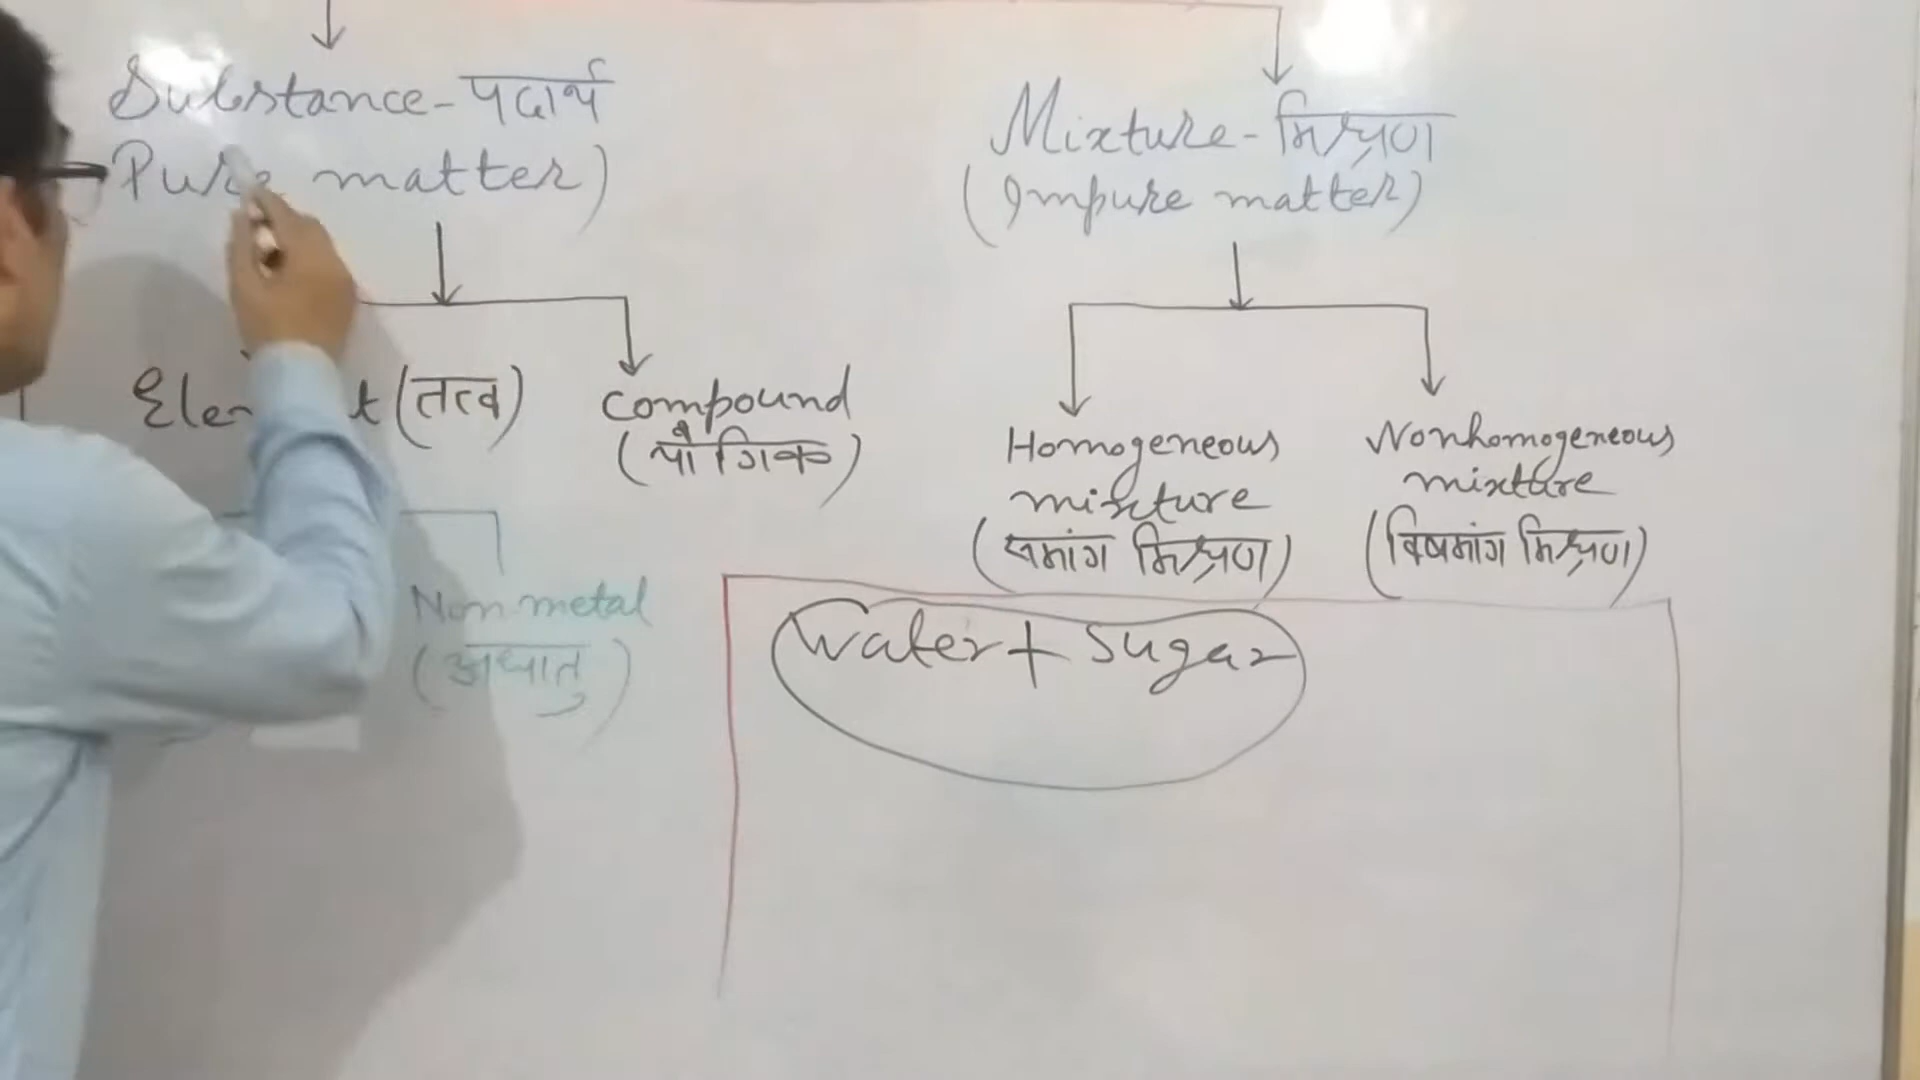 Substance - पदार्थ
Pure matter)
Mixture - मिश्रण
(Impure matter)
(तत्व)
Compound
(यौगिक)
Homogeneous
mixture
(समांग मिश्रण)
Nonhomogeneous
mixture
(विषमांग मिश्रण)
Non metal
(अधातु)
Water + Sugar